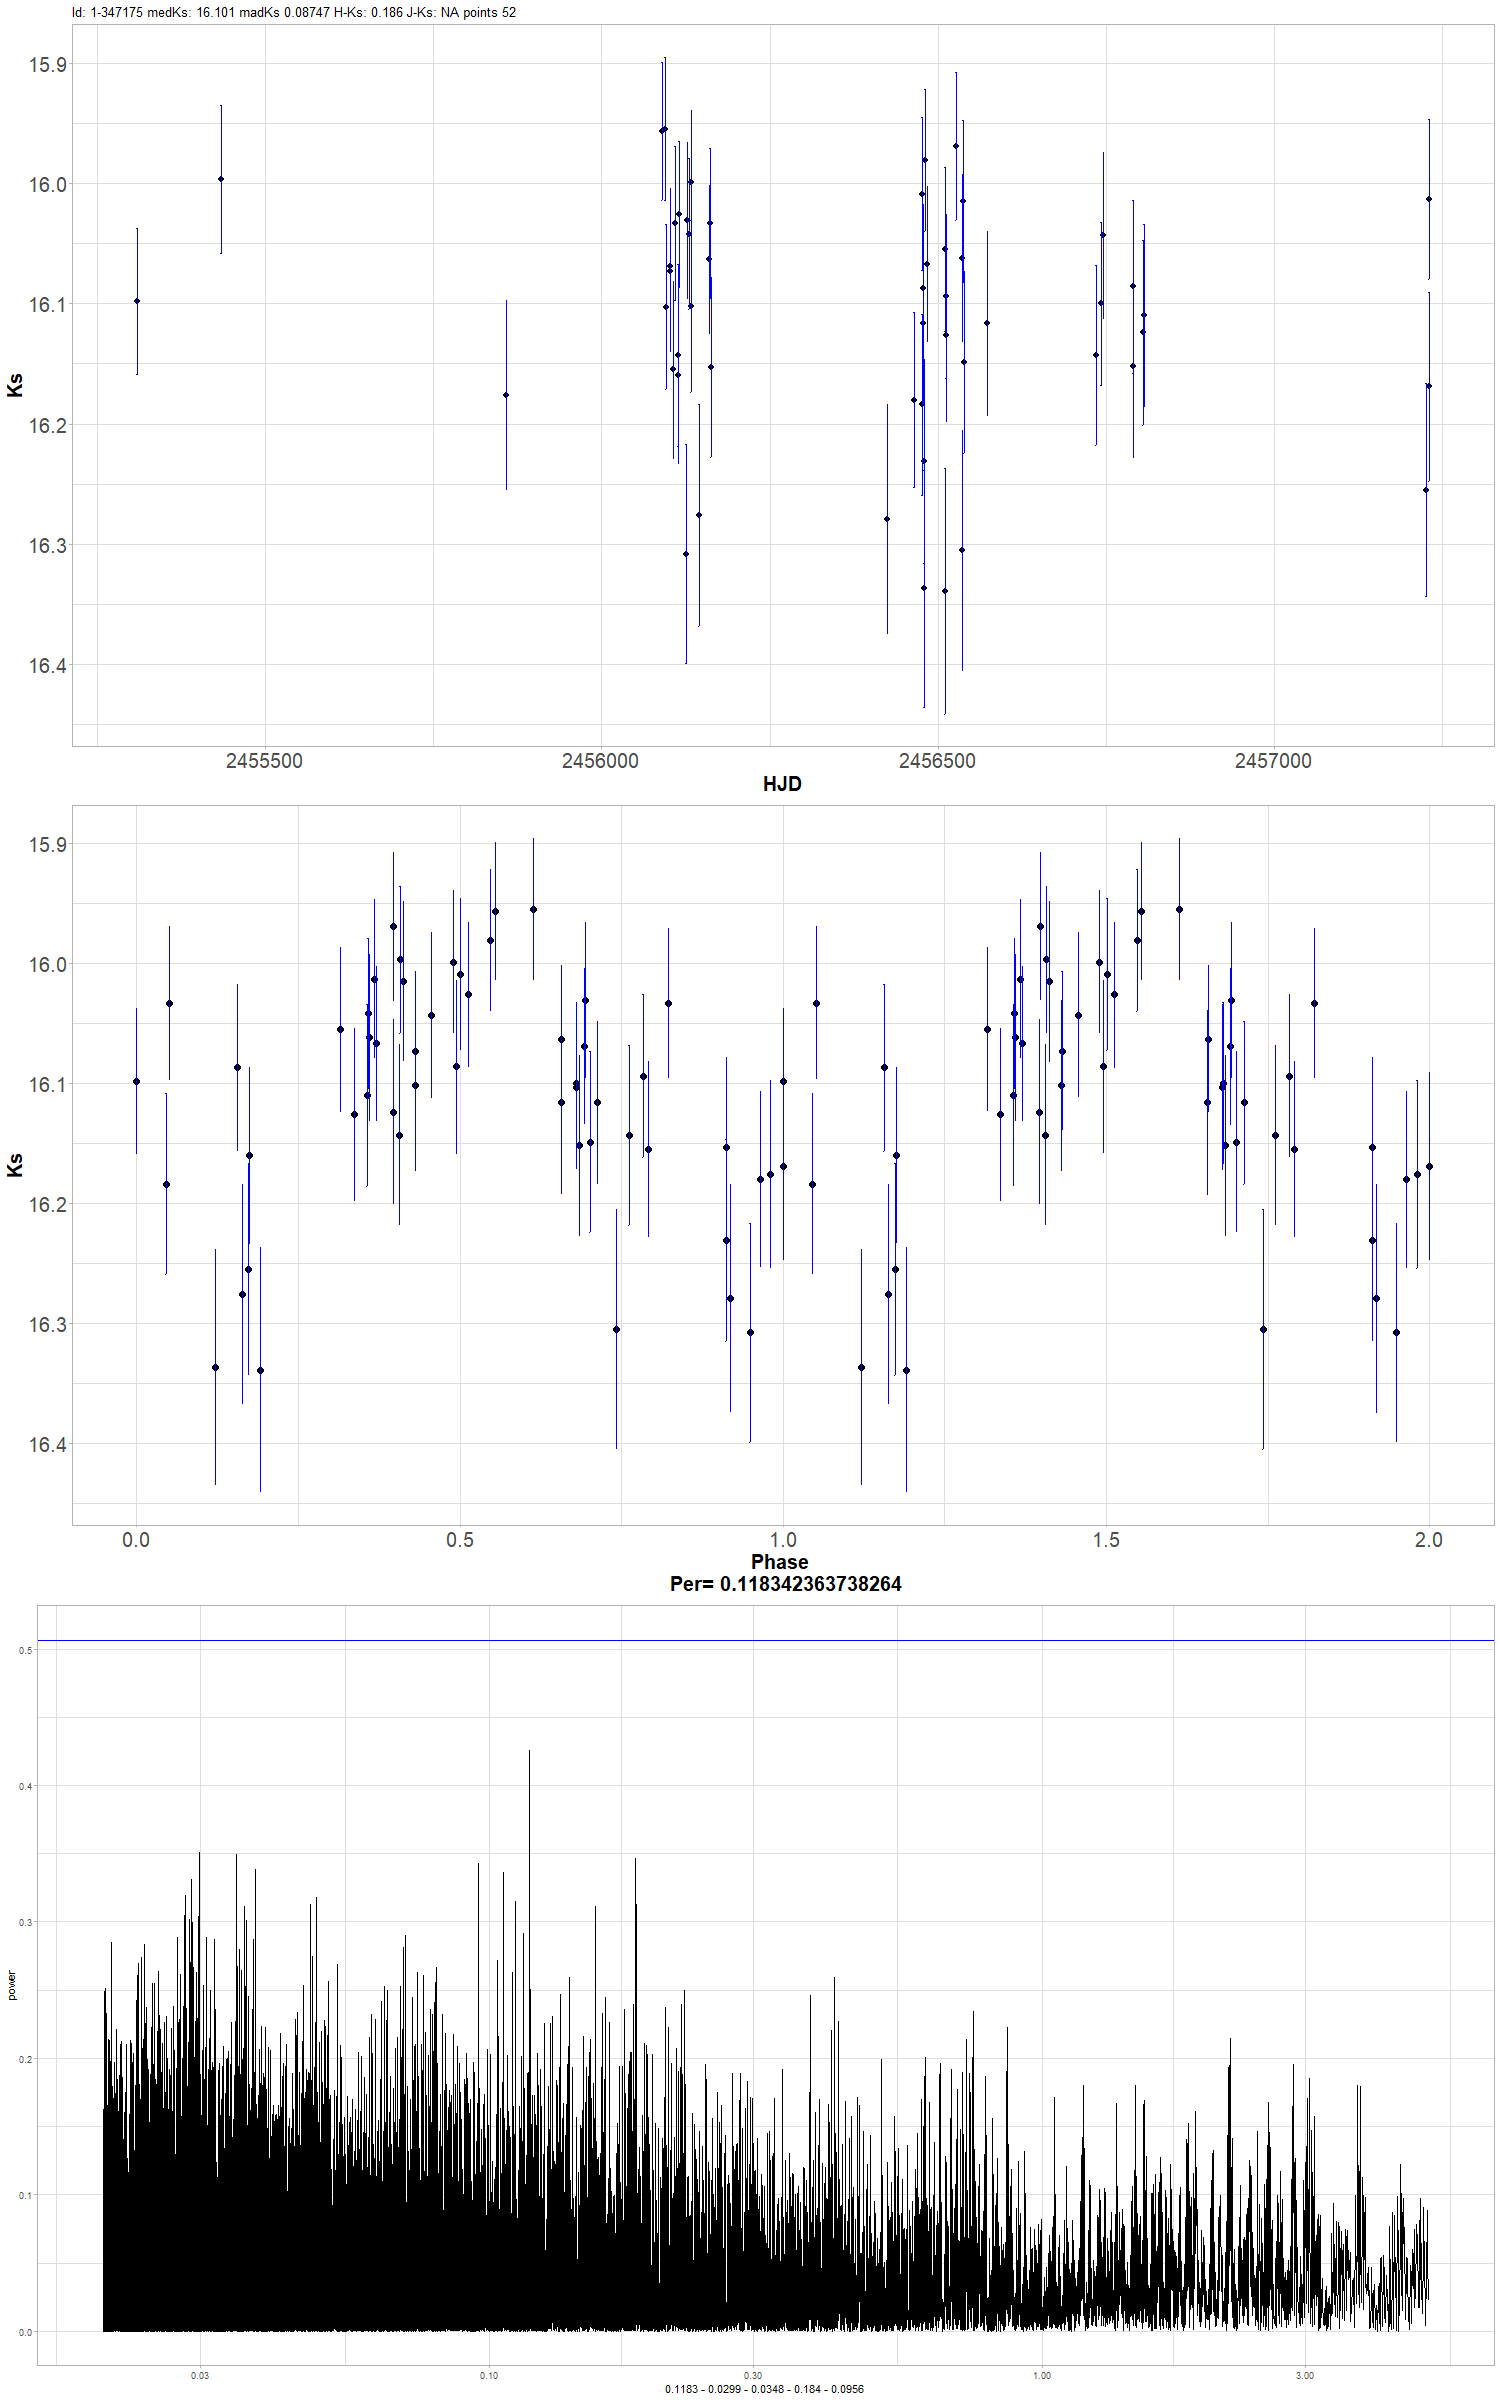 Id: 1-347175 medKs: 16.101 madKs 0.08747 H-Ks: 0.186 J-Ks: NA points 52
15.9
16.0
16.1
16.2
16.3
16.4
Ks
2455500 2456000 2456500 2457000
HJD
15.9
16.0
16.1
16.2
16.3
16.4
Ks
0.0 0.5 1.0 1.5 2.0
Phase
Per= 0.118342363738264
0.5
0.4
0.3
0.2
0.1
0.0
power
0.03 0.10 0.30 1.00 3.00
0.1183 - 0.0299 - 0.0348 - 0.184 - 0.0956